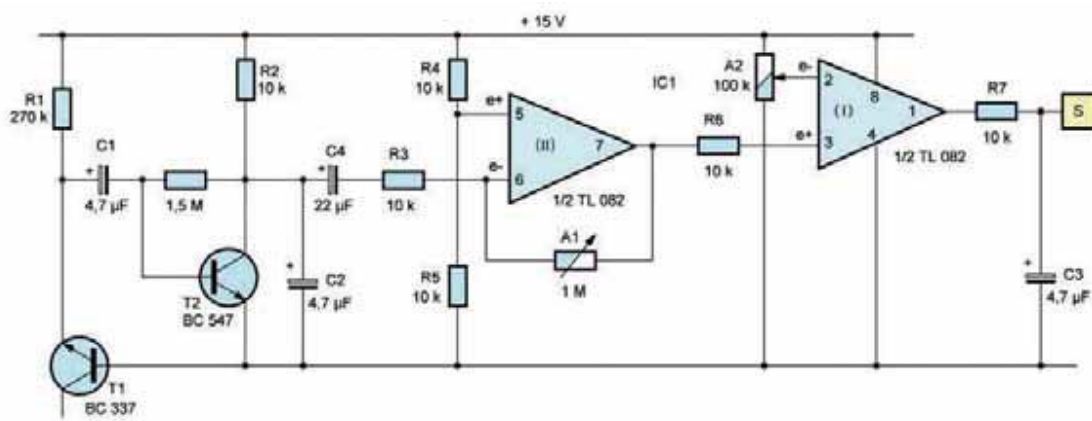 + 15 V
R1
270 k
R2
10 k
R4
10 k
C1
+
4,7 µF
1,5 M
C4
+
22 µF
R3
10 k
e+
5
e-
6
(II)
7
1/2 TL 082
IC1
A2
100 k
R6
10 k
e-
2
e+
3
(I)
8
4
1
1/2 TL 082
R7
10 k
S
A1
1 M
R5
10 k
+
C2
4,7 µF
T2
BC 547
+
C3
4,7 µF
T1
BC 337